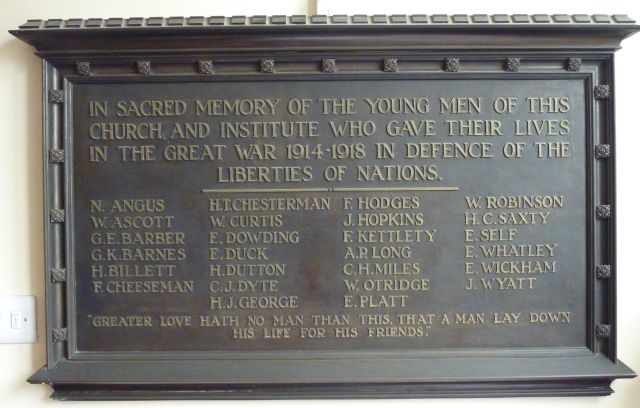 IN SACRED MEMORY OF THE YOUNG MEN OF THIS
CHURCH, AND INSTITUTE WHO GAVE THEIR LIVES
IN THE GREAT WAR 1914-1918 IN DEFENCE OF THE
LIBERTIES OF NATIONS.
N. ANGUS
W. ASCOTT
G.E. BARBER
G.K. BARNES
H. BILLETT
F. CHEESEMAN
H.T. CHESTERMAN
W. CURTIS
E. DOWDING
E. DUCK
H. DUTTON
C.J. DYTE
H.J. GEORGE
F. HODGES
J. HOPKINS
F. KETTLETY
A.P. LONG
C.H. MILES
W. OTRIDGE
E. PLATT
W. ROBINSON
H.C. SAXTY
E. SELF
E. WHATLEY
E. WICKHAM
J. WYATT
"GREATER LOVE HATH NO MAN THAN THIS, THAT A MAN LAY DOWN
HIS LIFE FOR HIS FRIENDS."